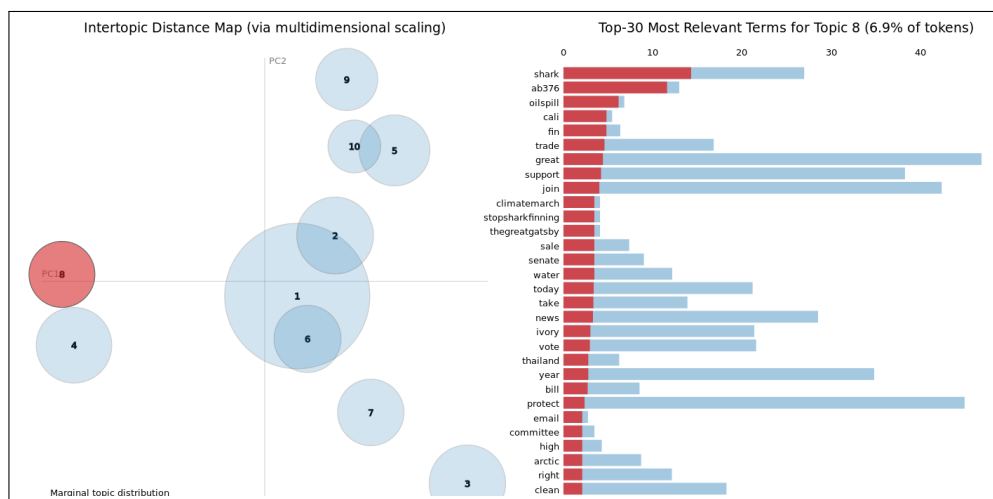 Intertopic Distance Map (via multidimensional scaling)
PC2
9
10
5
2
PC1
8
1
6
4
7
3
Marginal topic distribution
Top-30 Most Relevant Terms for Topic 8 (6.9% of tokens)
0 10 20 30 40
shark
ab376
oilspill
cali
fin
trade
great
support
join
climatemarch
stopsharkfinning
thegreatgatsby
sale
senate
water
today
take
news
ivory
vote
thailand
year
bill
protect
email
committee
high
arctic
right
clean